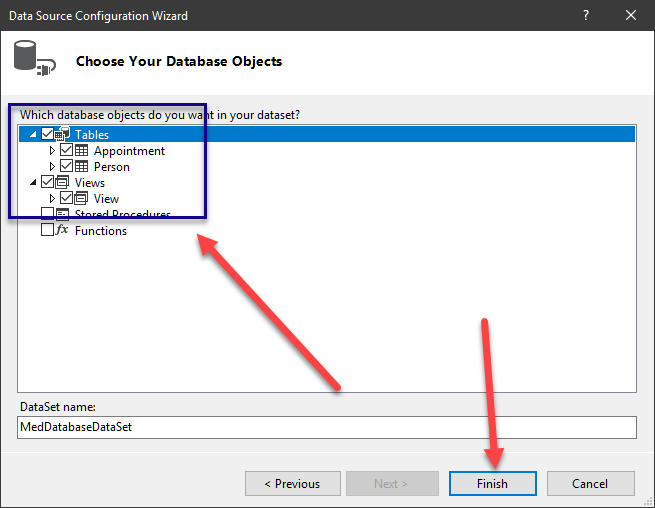 Data Source Configuration Wizard
?
Choose Your Database Objects
Which database objects do you want in your dataset?
Tables
Appointment
Person
Views
View
Stored Procedures
fx Functions
DataSet name:
MedDatabaseDataSet
< Previous
Next >
Finish
Cancel